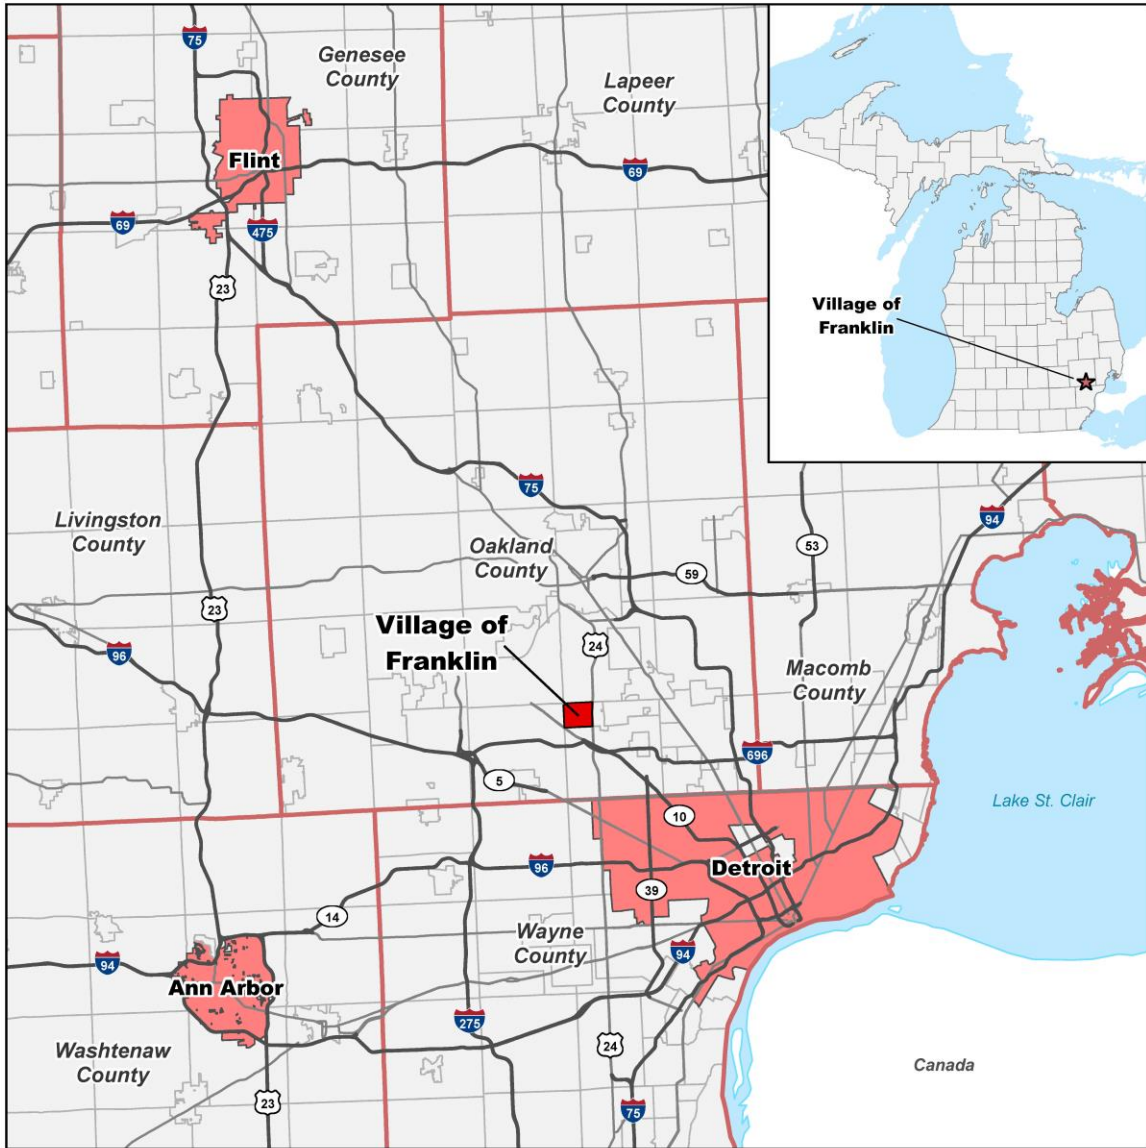 75
Genesee
County
Lapeer
County
Flint
69
69
475
23
Village of
Franklin
75
94
Livingston
County
Oakland
County
53
59
23
Village of
Franklin
24
96
Macomb
County
696
5
Lake St. Clair
10
96
Detroit
39
14
Wayne
County
94
94
Ann Arbor
275
24
Washtenaw
County
Canada
23
75